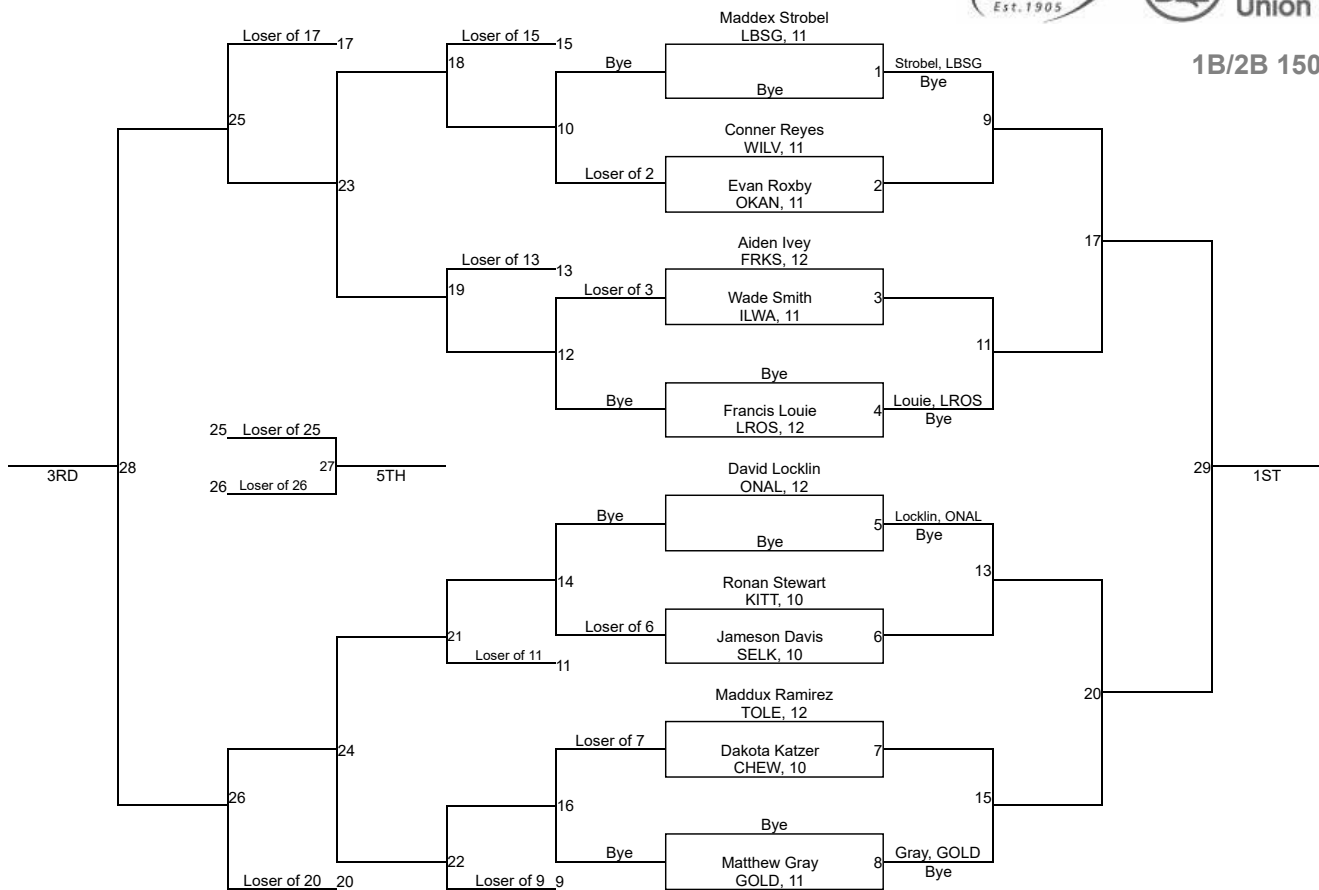 Est. 1905
Union
1B/2B 150
Maddex Strobel
LBSG, 11
Loser of 17
17
Loser of 15
15
18
Bye
1
Strobel, LBSG
Bye
Bye
25
10
Conner Reyes
WILV, 11
9
Loser of 2
Evan Roxby
OKAN, 11
2
23
Aiden Ivey
FRKS, 12
17
Loser of 13
13
19
Loser of 3
Wade Smith
ILWA, 11
3
12
11
Bye
Bye
Francis Louie
LROS, 12
4
Louie, LROS
Bye
25
Loser of 25
3RD
28
27
5TH
26
Loser of 26
David Locklin
ONAL, 12
29
1ST
Bye
5
Locklin, ONAL
Bye
Bye
14
13
Ronan Stewart
KITT, 10
21
Loser of 6
Jameson Davis
SELK, 10
6
Loser of 11
11
Maddux Ramirez
TOLE, 12
20
24
Loser of 7
Dakota Katzer
CHEW, 10
7
26
16
15
Bye
22
Bye
Matthew Gray
GOLD, 11
8
Gray, GOLD
Bye
Loser of 20
20
Loser of 9
9